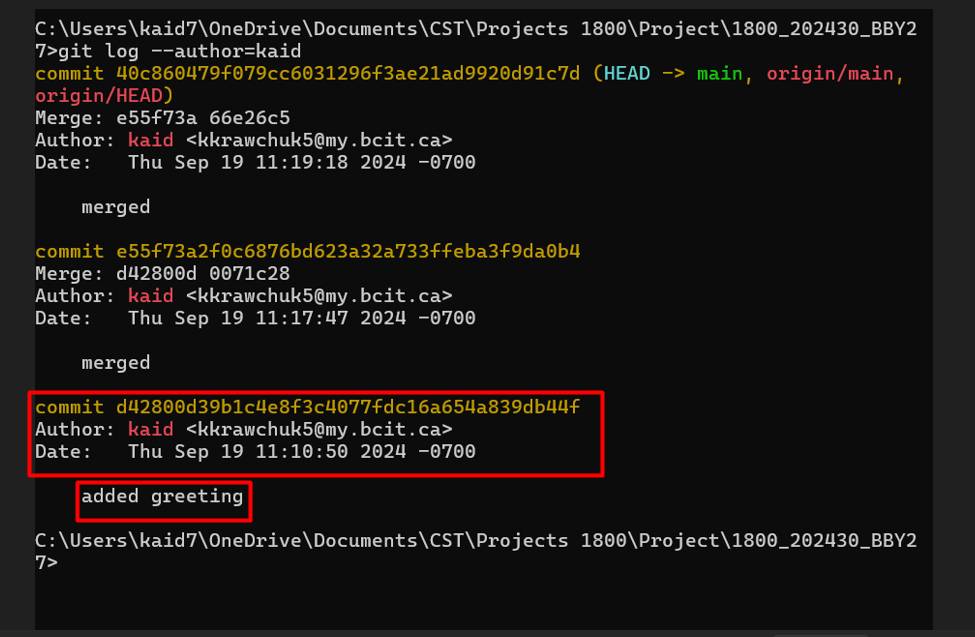 C:\Users\kaid7\OneDrive\Documents\CST\Projects 1800\Project\1800_202430_BBY2
7>git log --author=kaid
commit 40c860479f079cc6031296f3ae21ad9920d91c7d (HEAD -> main, origin/main,
origin/HEAD)
Merge: e55f73a 66e26c5
Author: kaid <kkrawchuk5@my.bcit.ca>
Date:   Thu Sep 19 11:19:18 2024 -0700
    merged
commit e55f73a2f0c6876bd623a32a733ffeba3f9da0b4
Merge: d42800d 0071c28
Author: kaid <kkrawchuk5@my.bcit.ca>
Date:   Thu Sep 19 11:17:47 2024 -0700
    merged
commit d42800d39b1c4e8f3c4077fdc16a654a839db44f
Author: kaid <kkrawchuk5@my.bcit.ca>
Date:   Thu Sep 19 11:10:50 2024 -0700
    added greeting
C:\Users\kaid7\OneDrive\Documents\CST\Projects 1800\Project\1800_202430_BBY2
7>